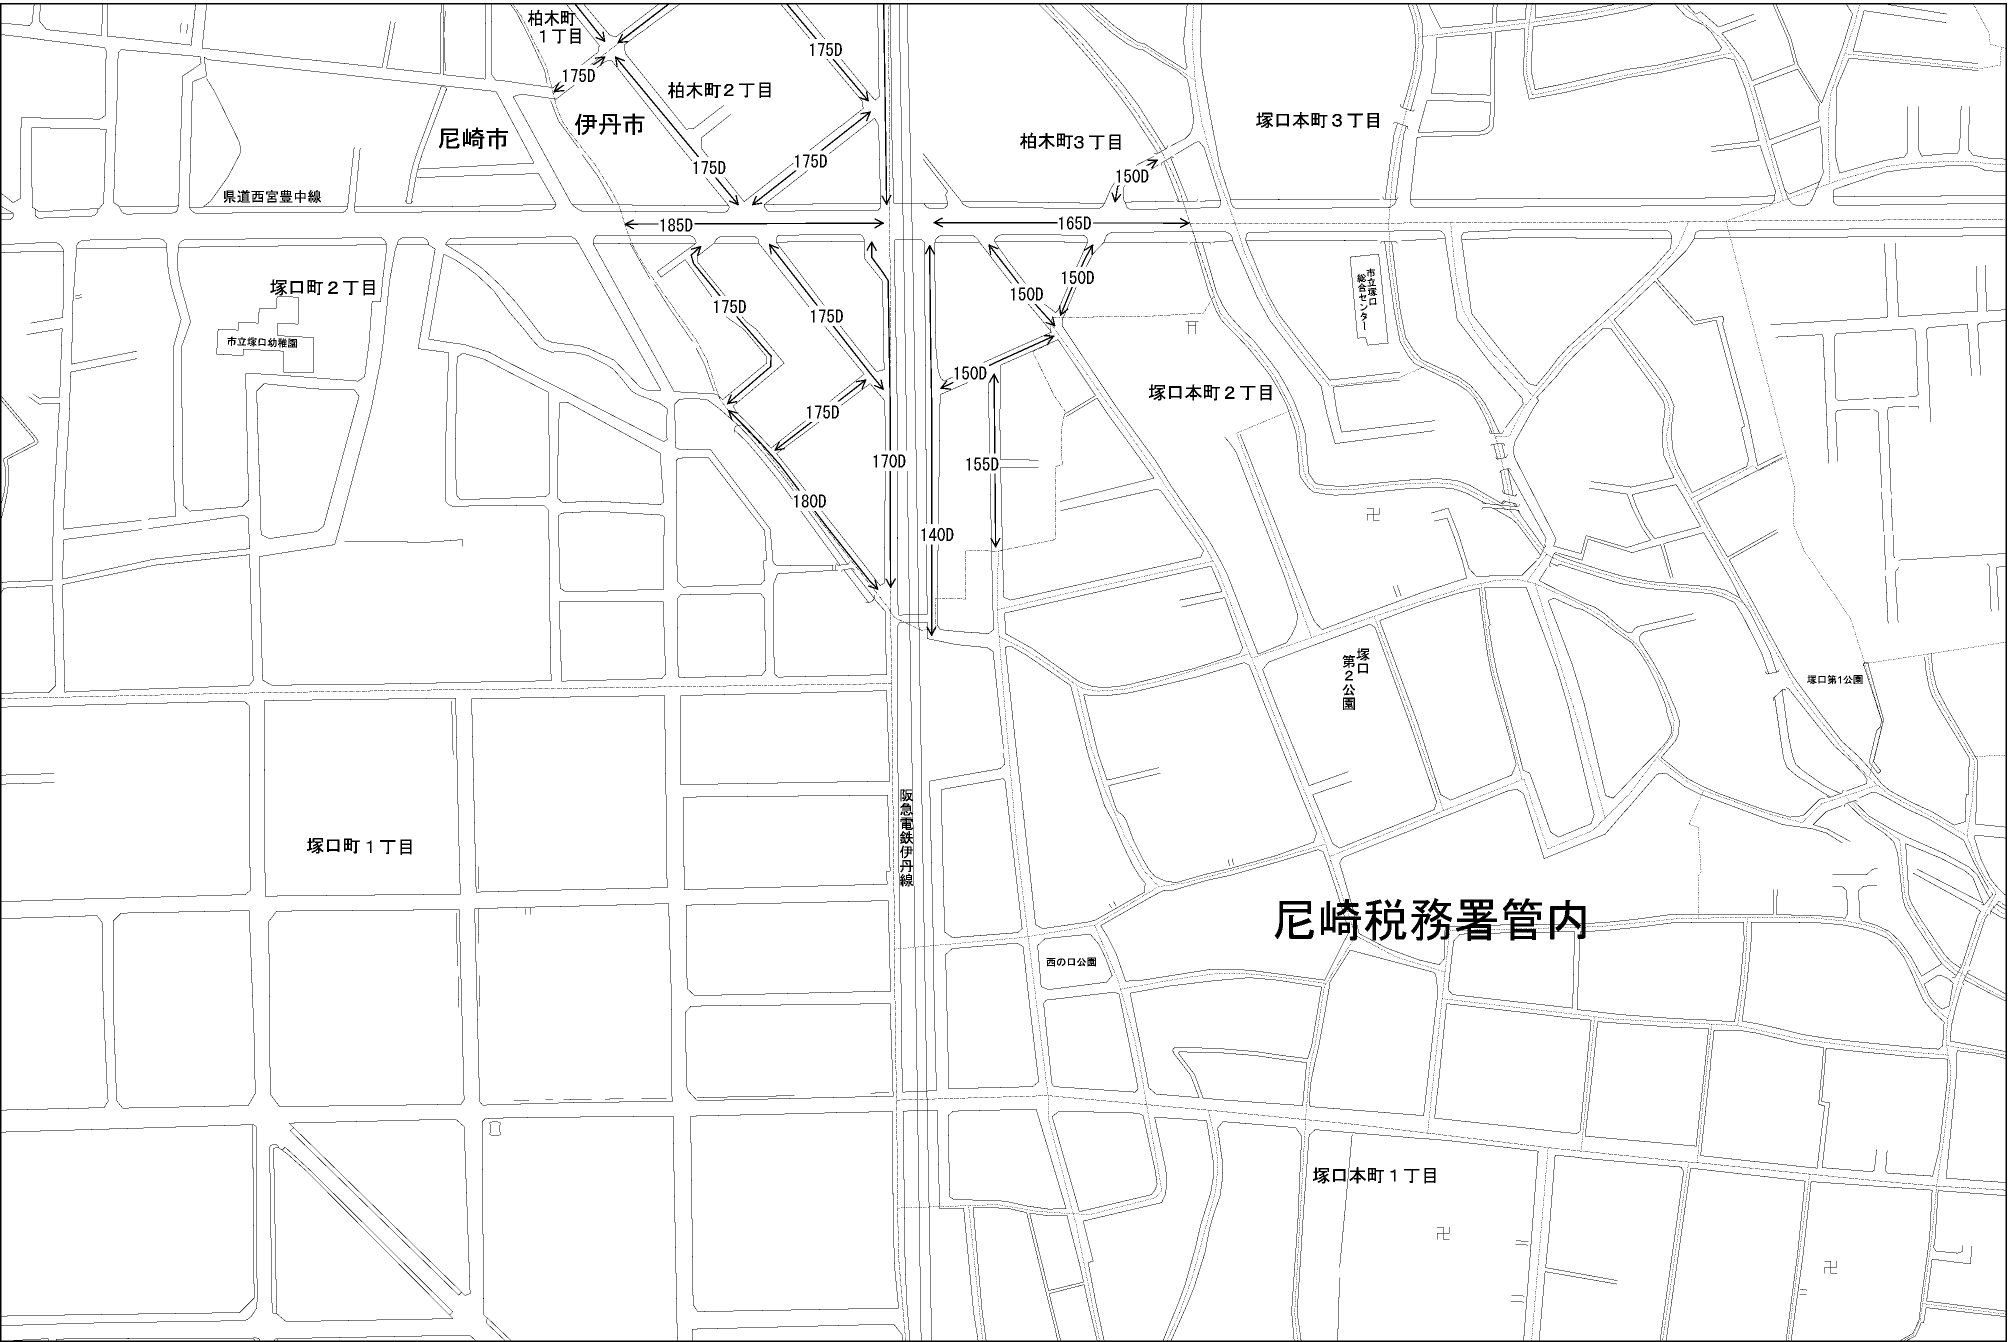 柏木町
1丁目
175D
175D
柏木町2丁目
伊丹市
尼崎市
175D
175D
柏木町3丁目
塚口本町3丁目
150D
県道西宮豊中線
185D
165D
塚口町2丁目
市立塚口幼稚園
175D
175D
150D
150D
市立塚口
総合センター
150D
175D
塚口本町2丁目
170D
155D
180D
140D
塚口
第2公園
塚口第1公園
阪急電鉄伊丹線
塚口町1丁目
尼崎税務署管内
西の口公園
塚口本町1丁目